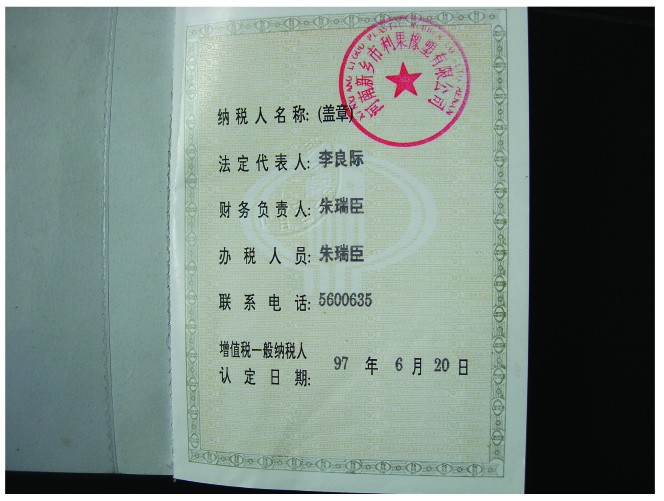 河南新乡市利果橡塑有限公司
纳税人名称:(盖章)
法定代表人:李良际
财务负责人:朱瑞臣
办税人员:朱瑞臣
联系电话:5600635
增值税一般纳税人
认定日期:97年6月20日